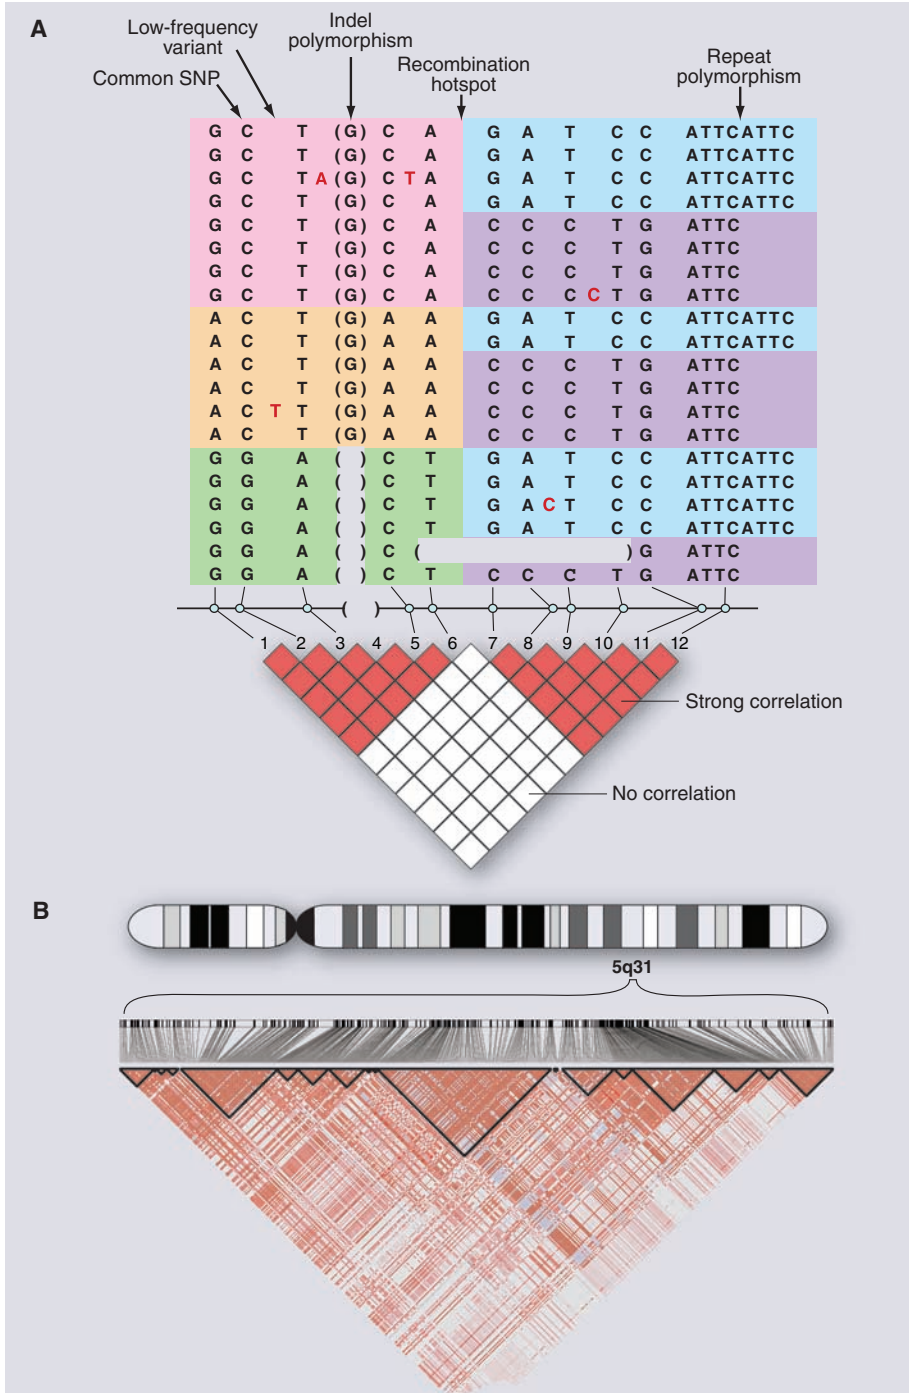 A
Low-frequency
variant
Indel
polymorphism
Common SNP
Recombination
hotspot
Repeat
polymorphism
G C T (G) C A G A T C C ATTCATTC
G C T (G) C A G A T C C ATTCATTC
G C T A (G) C T A G A T C C ATTCATTC
G C T (G) C A G A T C C ATTCATTC
G C T (G) C A C C C T G ATTC
G C T (G) C A C C C T G ATTC
G C T (G) C A C C C T G ATTC
G C T (G) C A C C C C T G ATTC
A C T (G) A A G A T C C ATTCATTC
A C T (G) A A G A T C C ATTCATTC
A C T (G) A A C C C T G ATTC
A C T (G) A A C C C T G ATTC
A C T T (G) A A C C C T G ATTC
A C T (G) A A C C C T G ATTC
G G A ( ) C T G A T C C ATTCATTC
G G A ( ) C T G A T C C ATTCATTC
G G A ( ) C T G A C T C C ATTCATTC
G G A ( ) C T G A T C C ATTCATTC
G G A ( ) C ( ) G ATTC
G G A ( ) C T C C C T G ATTC
( )
1 2 3 4 5 6 7 8 9 10 11 12
Strong correlation
No correlation
B
5q31